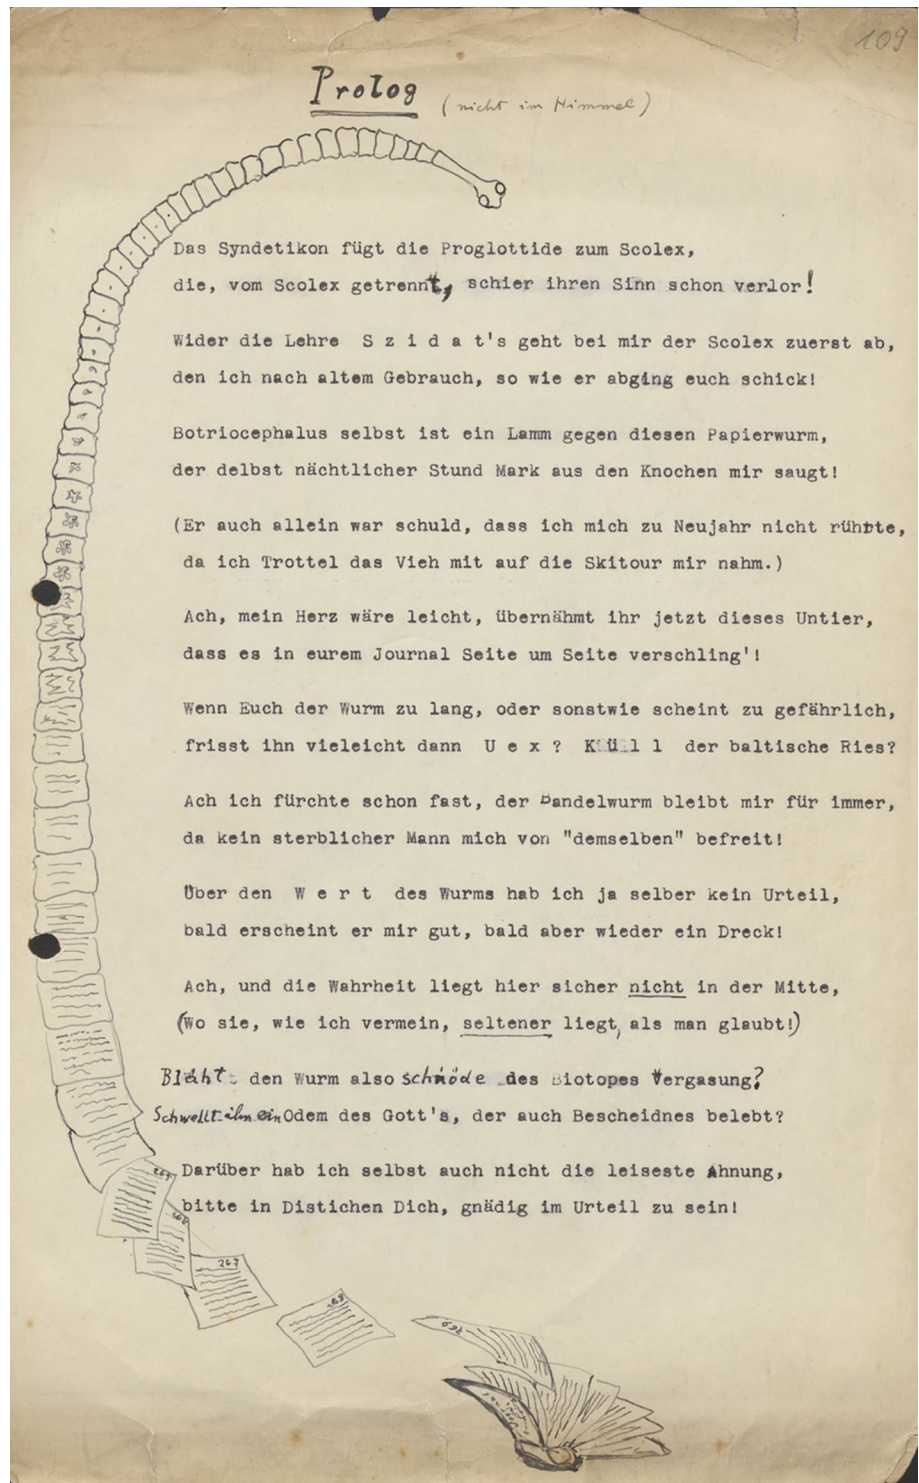 109
Prolog (nicht im Himmel)
Das Syndetikon fügt die Proglottide zum Scolex,
die, vom Scolex getrennt, schier ihren Sinn schon verlor!
Wider die Lehre S z i d a t's geht bei mir der Scolex zuerst ab,
den ich nach altem Gebrauch, so wie er abging euch schick!
Botriocephalus selbst ist ein Lamm gegen diesen Papierwurm,
der delbst nächtlicher Stund Mark aus den Knochen mir saugt!
(Er auch allein war schuld, dass ich mich zu Neujahr nicht rührte,
da ich Trottel das Vieh mit auf die Skitour mir nahm.)
Ach, mein Herz wäre leicht, übernähmt ihr jetzt dieses Untier,
dass es in eurem Journal Seite um Seite verschling'!
Wenn Euch der Wurm zu lang, oder sonstwie scheint zu gefährlich,
frisst ihn vieleicht dann U e x ? K ü l l der baltische Ries?
Ach ich fürchte schon fast, der Bandelwurm bleibt mir für immer,
da kein sterblicher Mann mich von "demselben" befreit!
Über den W e r t des Wurms hab ich ja selber kein Urteil,
bald erscheint er mir gut, bald aber wieder ein Dreck!
Ach, und die Wahrheit liegt hier sicher nicht in der Mitte,
(Wo sie, wie ich vermein, seltener liegt, als man glaubt!)
Bläht den Wurm also schnöde des Biotopes Vergasung?
Schwellt ihn ein Odem des Gott's, der auch Bescheidnes belebt?
Darüber hab ich selbst auch nicht die leiseste Ahnung,
bitte in Distichen Dich, gnädig im Urteil zu sein!
267
268
269